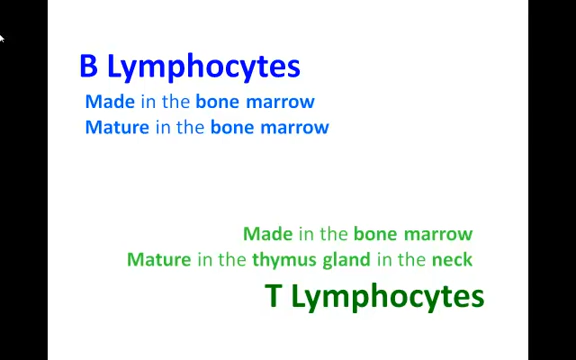 B Lymphocytes
Made in the bone marrow
Mature in the bone marrow
Made in the bone marrow
Mature in the thymus gland in the neck
T Lymphocytes